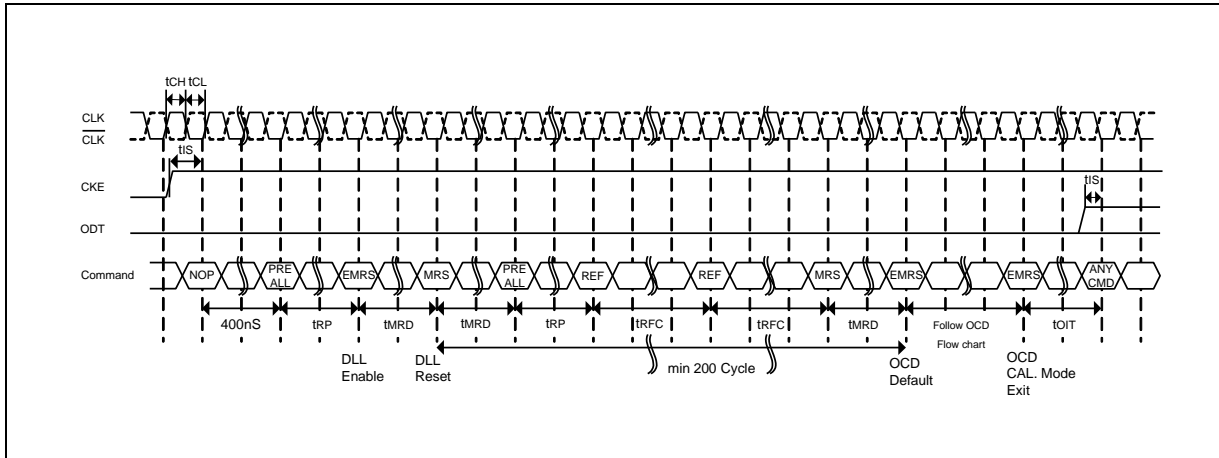 tCH tCL
CLK
CLK
tIS
CKE
tIS
ODT
Command NOP PRE ALL EMRS MRS PRE ALL REF REF MRS EMRS EMRS ANY CMD
400nS tRP tMRD tMRD tRP tRFC tRFC tMRD Follow OCD Flow chart tOIT
DLL Enable
DLL Reset
min 200 Cycle
OCD Default
OCD CAL. Mode Exit